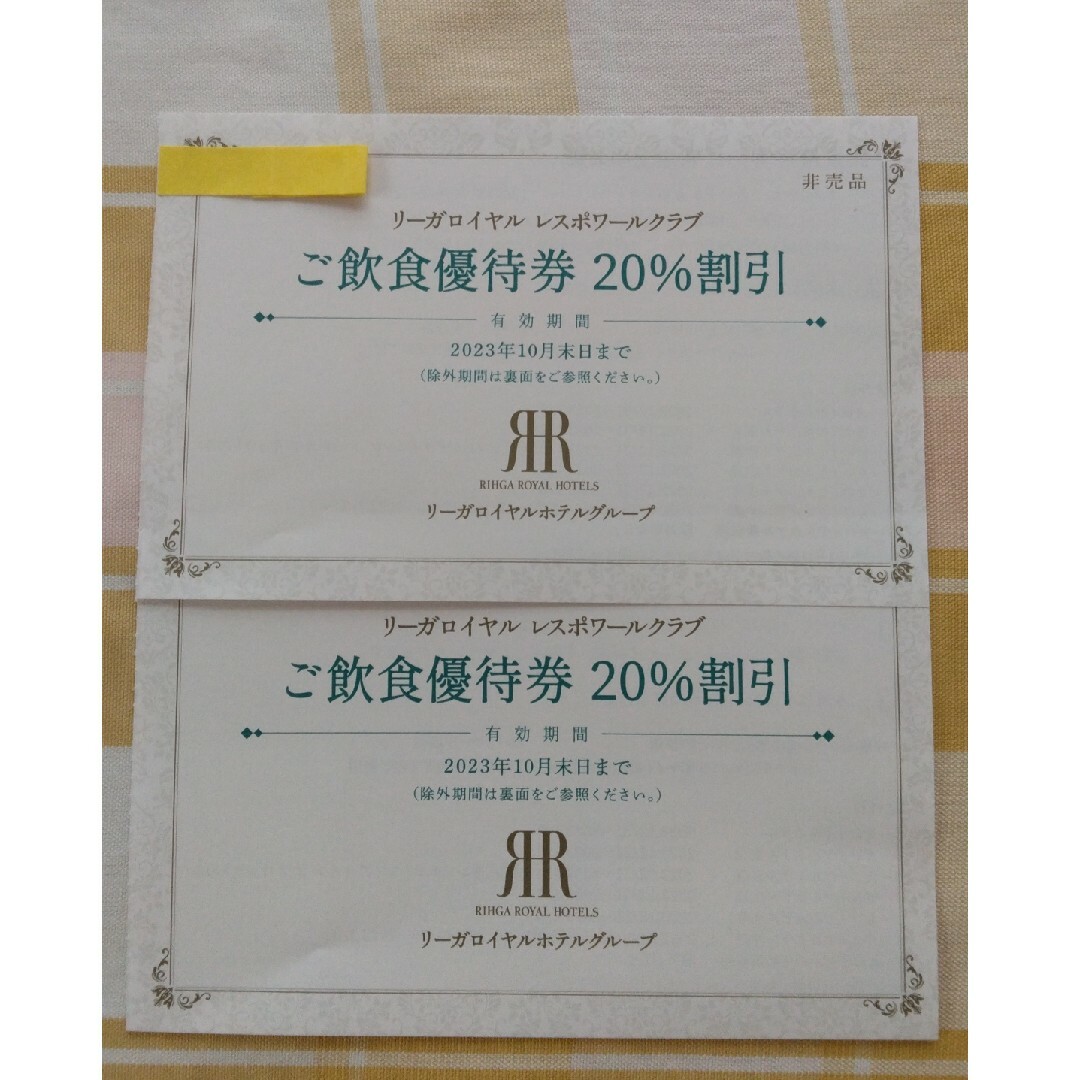 非売品
リーガロイヤル レスポワールクラブ
ご飲食優待券 20%割引
有効期間
2023年10月末日まで
(除外期間は裏面をご参照ください。)
RIHGA ROYAL HOTELS
リーガロイヤルホテルグループ
リーガロイヤル レスポワールクラブ
ご飲食優待券 20%割引
有効期間
2023年10月末日まで
(除外期間は裏面をご参照ください。)
RIHGA ROYAL HOTELS
リーガロイヤルホテルグループ